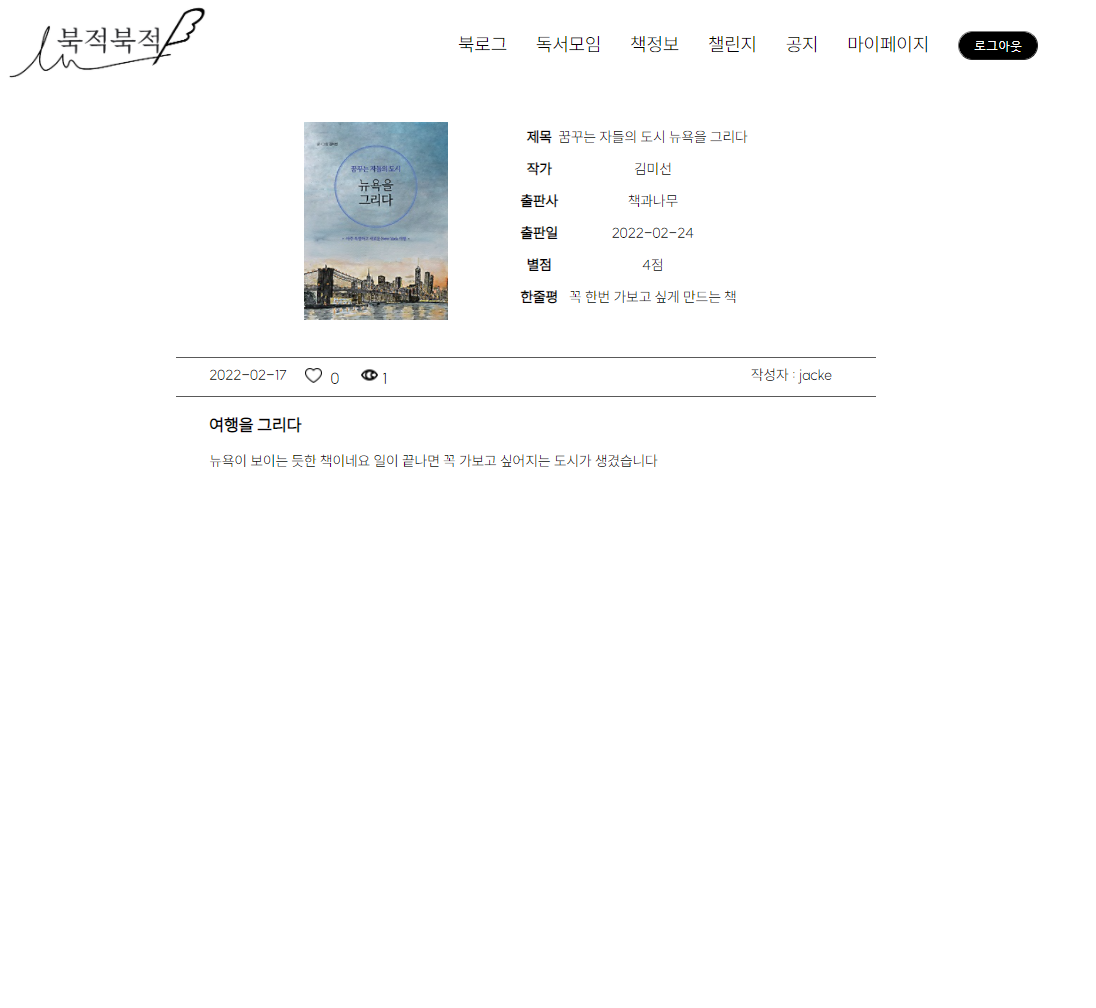 북적북적
북로그 독서모임 책정보 챌린지 공지 마이페이지 로그아웃
꿈꾸는 자들의 도시
뉴욕을
그리다
제목 꿈꾸는 자들의 도시 뉴욕을 그리다
작가 김미선
출판사 책과나무
출판일 2022-02-24
별점 4점
한줄평 꼭 한번 가보고 싶게 만드는 책
2022-02-17 0 1 작성자 : jacke
여행을 그리다
뉴욕이 보이는 듯한 책이네요 일이 끝나면 꼭 가보고 싶어지는 도시가 생겼습니다